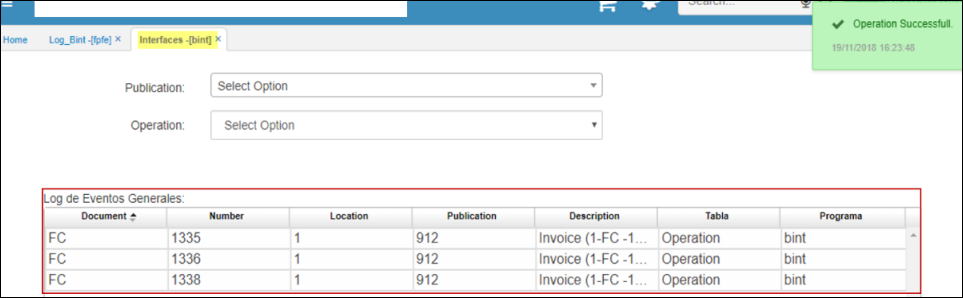 Search...
Operation Successfull.
19/11/2018 16:23:48
Home Log_Bint -[fpfe] × Interfaces -[bint] ×
Publication: Select Option
Operation: Select Option
Log de Eventos Generales:
Document Number Location Publication Description Tabla Programa
FC 1335 1 912 Invoice (1-FC -1... Operation bint
FC 1336 1 912 Invoice (1-FC -1... Operation bint
FC 1338 1 912 Invoice (1-FC -1... Operation bint